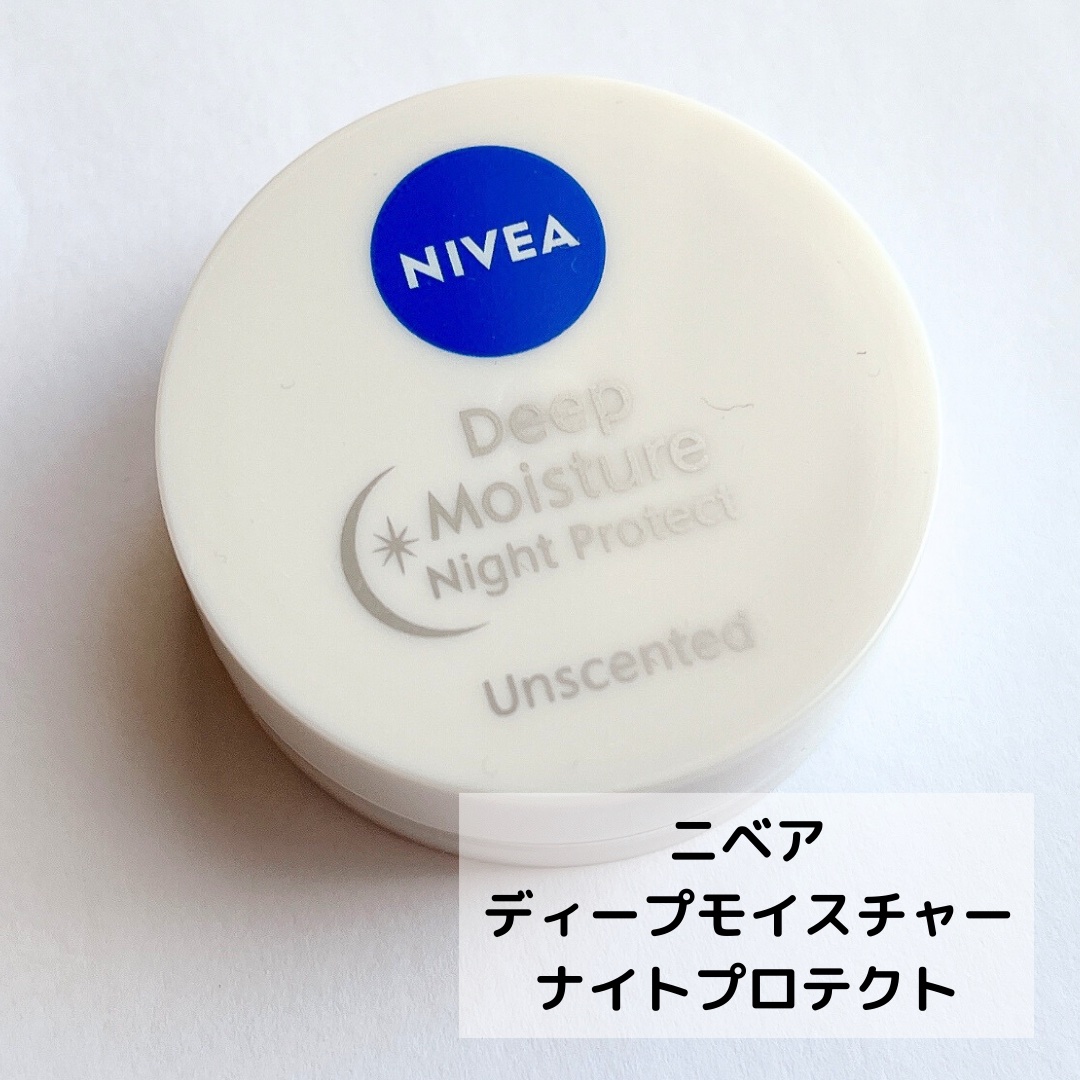 NIVEA
Deep
Moisture
Night Protect
Unscented
ニベア
ディープモイスチャー
ナイトプロテクト